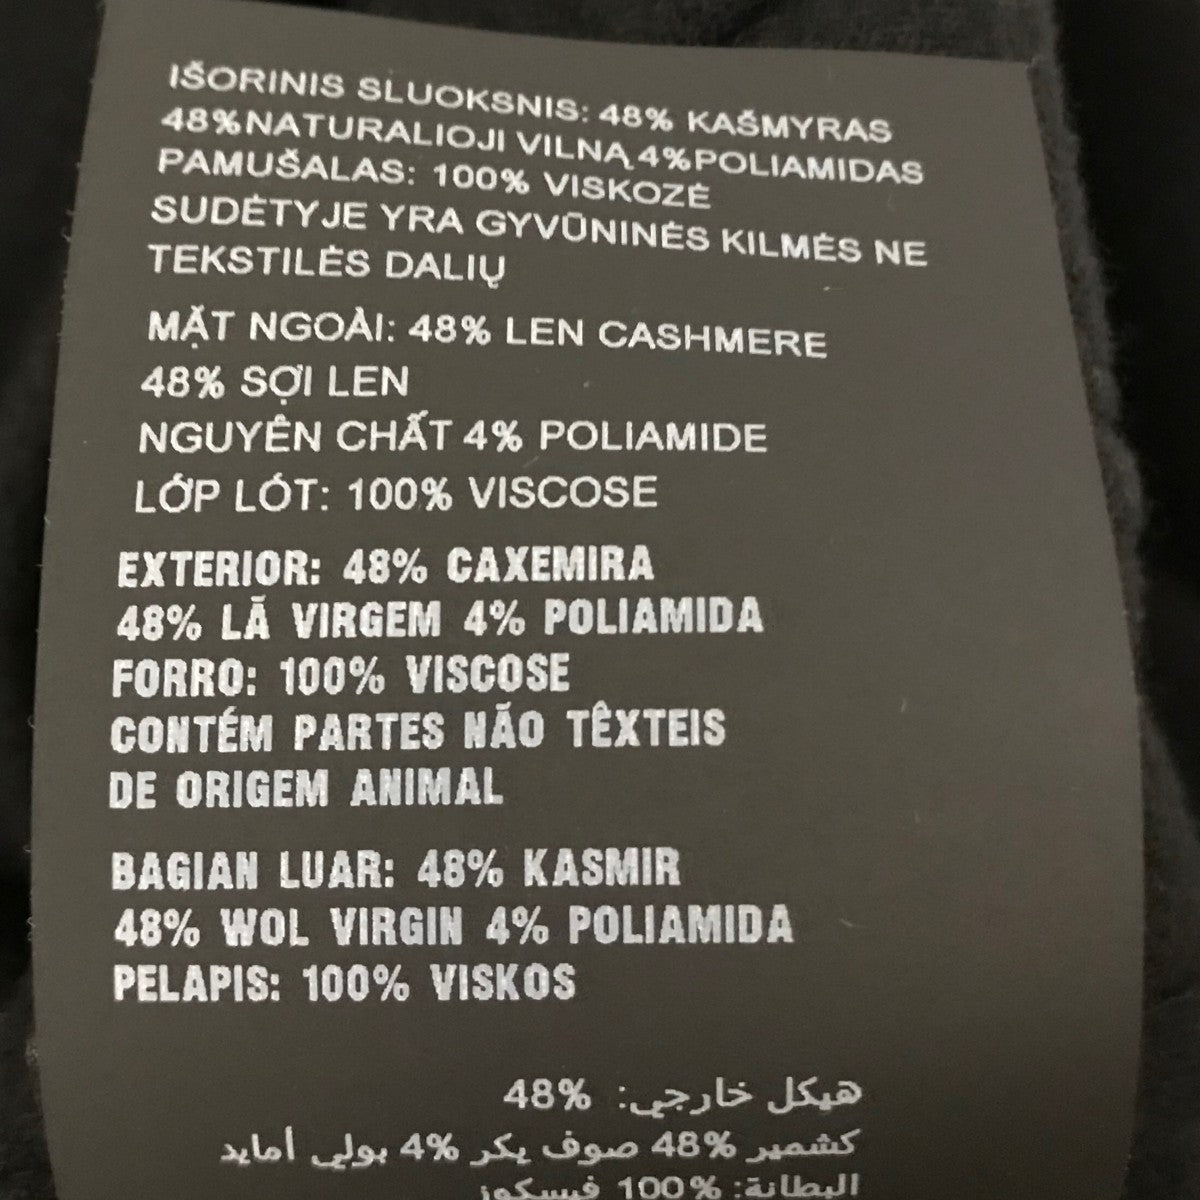 IŠORINIS SLUOKSNIS: 48% KAŠMYRAS
48%NATURALIOJI VILNĄ 4%POLIAMIDAS
PAMUŠALAS: 100% VISKOZĖ
SUDĖTYJE YRA GYVŪNINĖS KILMĖS NE
TEKSTILĖS DALIŲ
MẶT NGOÀI: 48% LEN CASHMERE
48% SỢI LEN
NGUYÊN CHẤT 4% POLIAMIDE
LỚP LÓT: 100% VISCOSE
EXTERIOR: 48% CAXEMIRA
48% LÃ VIRGEM 4% POLIAMIDA
FORRO: 100% VISCOSE
CONTÉM PARTES NÃO TÊXTEIS
DE ORIGEM ANIMAL
BAGIAN LUAR: 48% KASMIR
48% WOL VIRGIN 4% POLIAMIDA
PELAPIS: 100% VISKOS
هيكل خارجي: 48%
كشمير 48% صوف بكر 4% بولي أمايد
البطانة: 100% فيسكوز